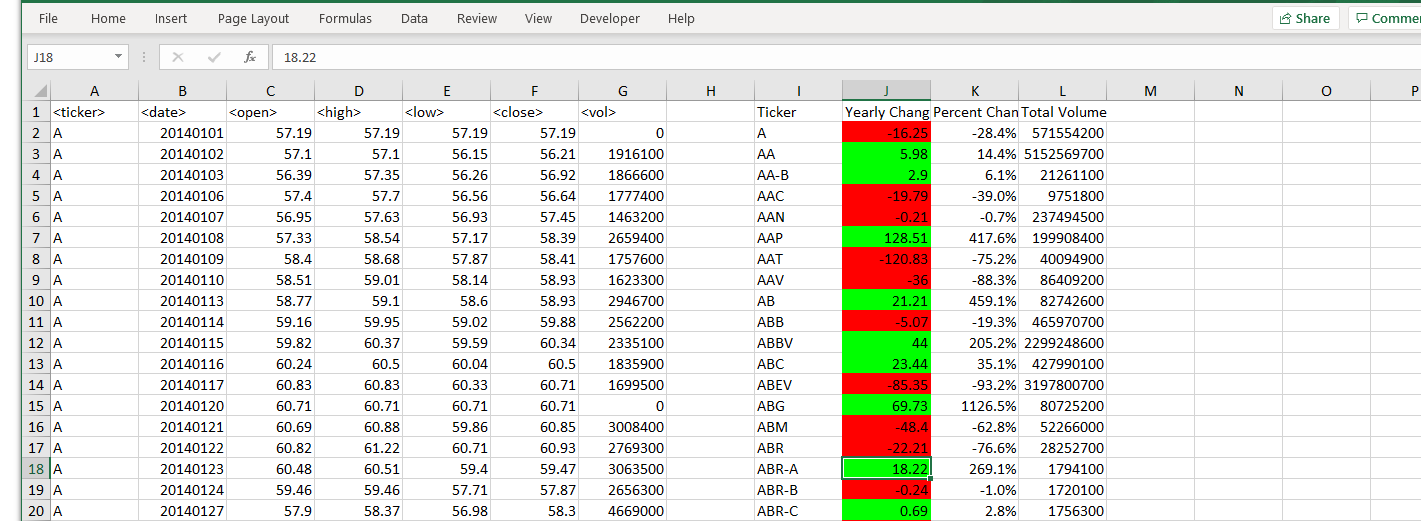 File Home Insert Page Layout Formulas Data Review View Developer Help Share Commer
J18 fx 18.22
A B C D E F G H I J K L M N O P
1 <ticker> <date> <open> <high> <low> <close> <vol> Ticker Yearly Chang Percent Chan Total Volume
2 A 20140101 57.19 57.19 57.19 57.19 0 A -16.25 -28.4% 571554200
3 A 20140102 57.1 57.1 56.15 56.21 1916100 AA 5.98 14.4% 5152569700
4 A 20140103 56.39 57.35 56.26 56.92 1866600 AA-B 2.9 6.1% 21261100
5 A 20140106 57.4 57.7 56.56 56.64 1777400 AAC -19.79 -39.0% 9751800
6 A 20140107 56.95 57.63 56.93 57.45 1463200 AAN -0.21 -0.7% 237494500
7 A 20140108 57.33 58.54 57.17 58.39 2659400 AAP 128.51 417.6% 199908400
8 A 20140109 58.4 58.68 57.87 58.41 1757600 AAT -120.83 -75.2% 40094900
9 A 20140110 58.51 59.01 58.14 58.93 1623300 AAV -36 -88.3% 86409200
10 A 20140113 58.77 59.1 58.6 58.93 2946700 AB 21.21 459.1% 82742600
11 A 20140114 59.16 59.95 59.02 59.88 2562200 ABB -5.07 -19.3% 465970700
12 A 20140115 59.82 60.37 59.59 60.34 2335100 ABBV 44 205.2% 2299248600
13 A 20140116 60.24 60.5 60.04 60.5 1835900 ABC 23.44 35.1% 427990100
14 A 20140117 60.83 60.83 60.33 60.71 1699500 ABEV -85.35 -93.2% 3197800700
15 A 20140120 60.71 60.71 60.71 60.71 0 ABG 69.73 1126.5% 80725200
16 A 20140121 60.69 60.88 59.86 60.85 3008400 ABM -48.4 -62.8% 52266000
17 A 20140122 60.82 61.22 60.71 60.93 2769300 ABR -22.21 -76.6% 28252700
18 A 20140123 60.48 60.51 59.4 59.47 3063500 ABR-A 18.22 269.1% 1794100
19 A 20140124 59.46 59.46 57.71 57.87 2656300 ABR-B -0.24 -1.0% 1720100
20 A 20140127 57.9 58.37 56.98 58.3 4669000 ABR-C 0.69 2.8% 1756300